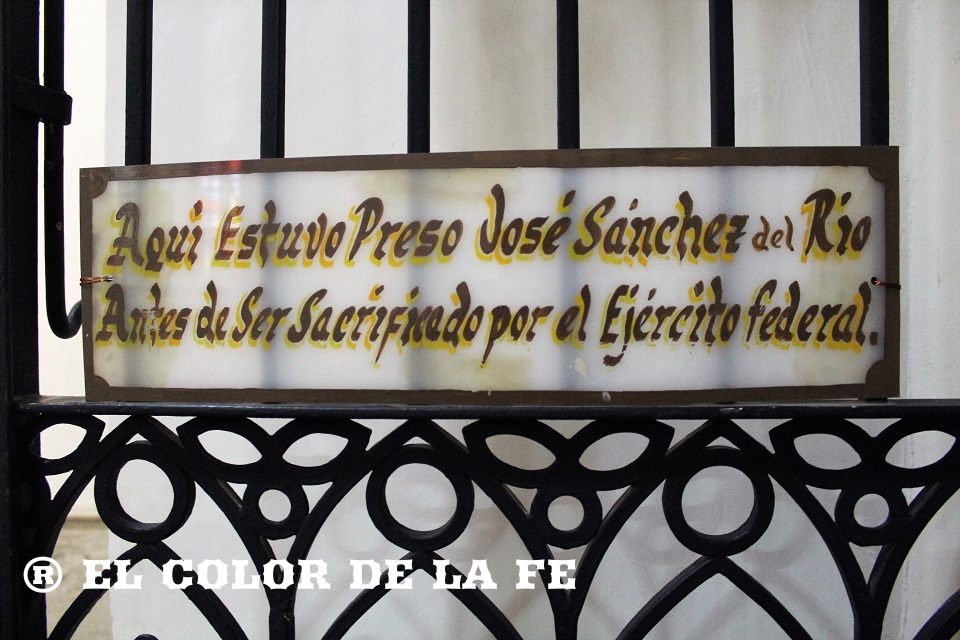 Aqui Estuvo Preso José Sánchez del Rio
Antes de Ser Sacrificado por el Ejército federal.
® EL COLOR DE LA FE